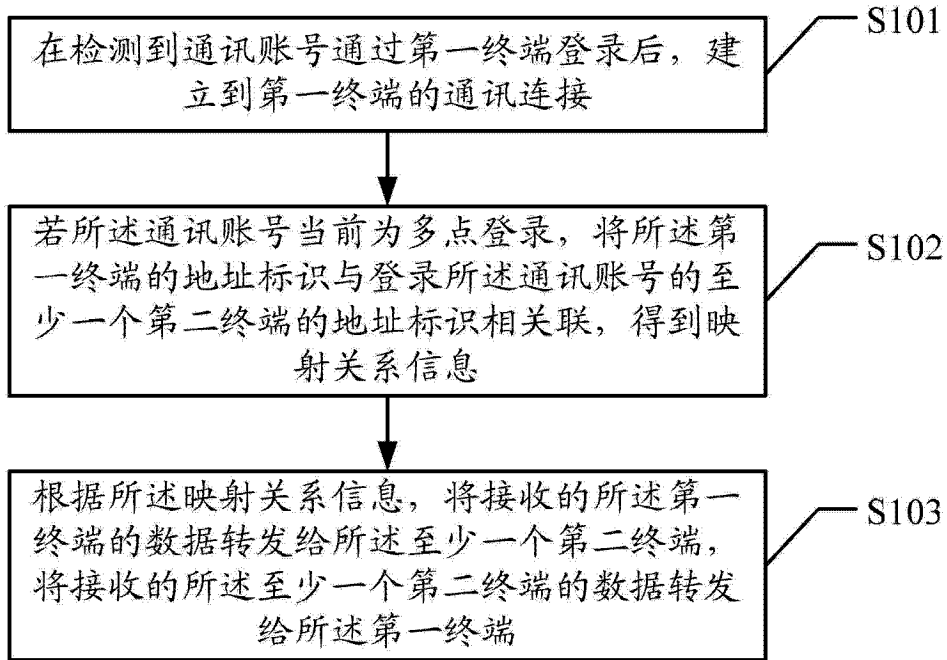 在检测到通讯账号通过第一终端登录后，建
立到第一终端的通讯连接
S101
若所述通讯账号当前为多点登录，将所述第
一终端的地址标识与登录所述通讯账号的至
少一个第二终端的地址标识相关联，得到映
射关系信息
S102
根据所述映射关系信息，将接收的所述第一
终端的数据转发给所述至少一个第二终端，
将接收的所述至少一个第二终端的数据转发
给所述第一终端
S103